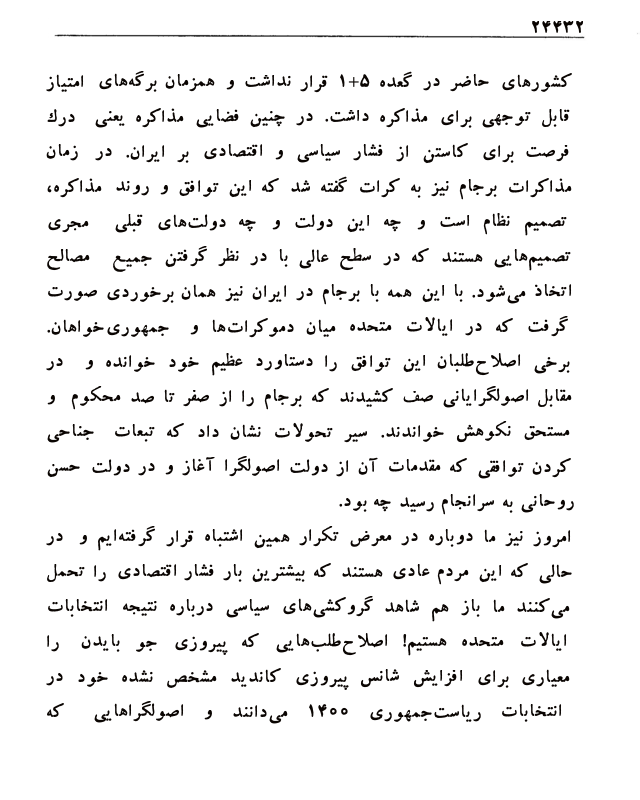 ۲۴۴۳۲
کشورهای حاضر در گعده ۵+۱ قرار نداشت و همزمان برگه‌های امتیاز
قابل توجهی برای مذاکره داشت. در چنین فضایی مذاکره یعنی درك
فرصت برای کاستن از فشار سیاسی و اقتصادی بر ایران. در زمان
مذاکرات برجام نیز به کرات گفته شد که این توافق و روند مذاکره،
تصمیم نظام است و چه این دولت و چه دولت‌های قبلی مجری
تصمیم‌هایی هستند که در سطح عالی با در نظر گرفتن جمیع مصالح
اتخاذ می‌شود. با این همه با برجام در ایران نیز همان برخوردی صورت
گرفت که در ایالات متحده میان دموکرات‌ها و جمهوری‌خواهان.
برخی اصلاح‌طلبان این توافق را دستاورد عظیم خود خوانده و در
مقابل اصولگرایانی صف کشیدند که برجام را از صفر تا صد محکوم و
مستحق نکوهش خواندند. سیر تحولات نشان داد که تبعات جناحی
کردن توافقی که مقدمات آن از دولت اصولگرا آغاز و در دولت حسن
روحانی به سرانجام رسید چه بود.
امروز نیز ما دوباره در معرض تکرار همین اشتباه قرار گرفته‌ایم و در
حالی که این مردم عادی هستند که بیشترین بار فشار اقتصادی را تحمل
می‌کنند ما باز هم شاهد گروکشی‌های سیاسی درباره نتیجه انتخابات
ایالات متحده هستیم! اصلاح‌طلب‌هایی که پیروزی جو بایدن را
معیاری برای افزایش شانس پیروزی کاندید مشخص نشده خود در
انتخابات ریاست‌جمهوری ۱۴۰۰ می‌دانند و اصولگراهایی که